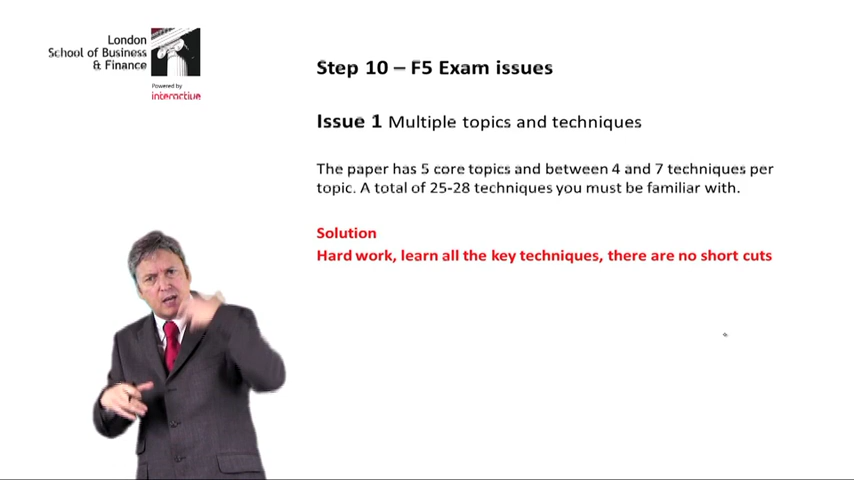 London
School of Business
& Finance
Powered by
interactive
Step 10 – F5 Exam issues
Issue 1 Multiple topics and techniques
The paper has 5 core topics and between 4 and 7 techniques per
topic. A total of 25-28 techniques you must be familiar with.
Solution
Hard work, learn all the key techniques, there are no short cuts